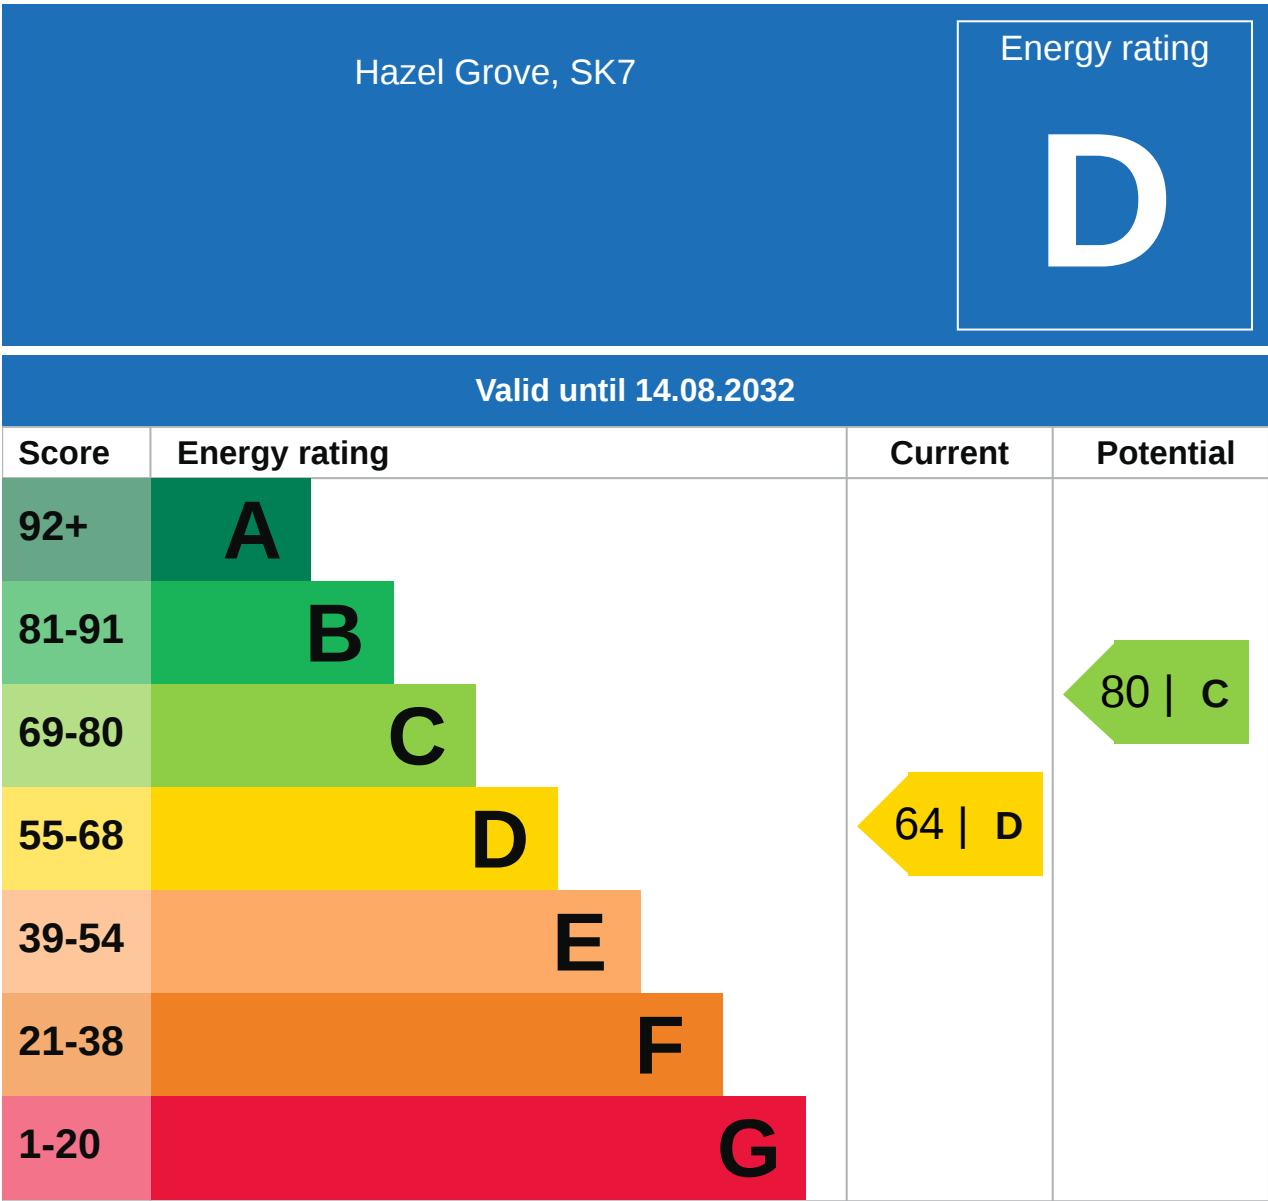 Hazel Grove, SK7
Energy rating
D
Valid until 14.08.2032
Score Energy rating Current Potential
92+ A
81-91 B
69-80 C
80 | C
55-68 D
64 | D
39-54 E
21-38 F
1-20 G